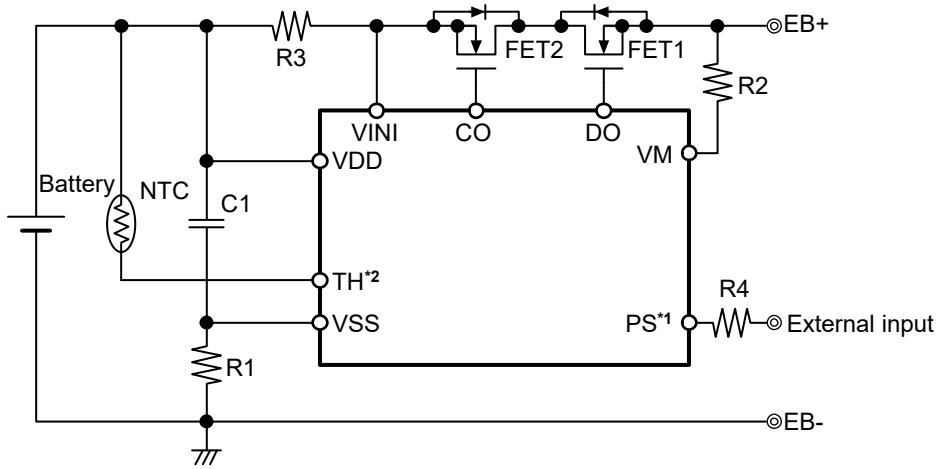 EB+
R3
FET2
FET1
R2
VINI
CO
DO
VM
VDD
Battery
NTC
C1
TH*2
R4
VSS
PS*1
External input
R1
EB-